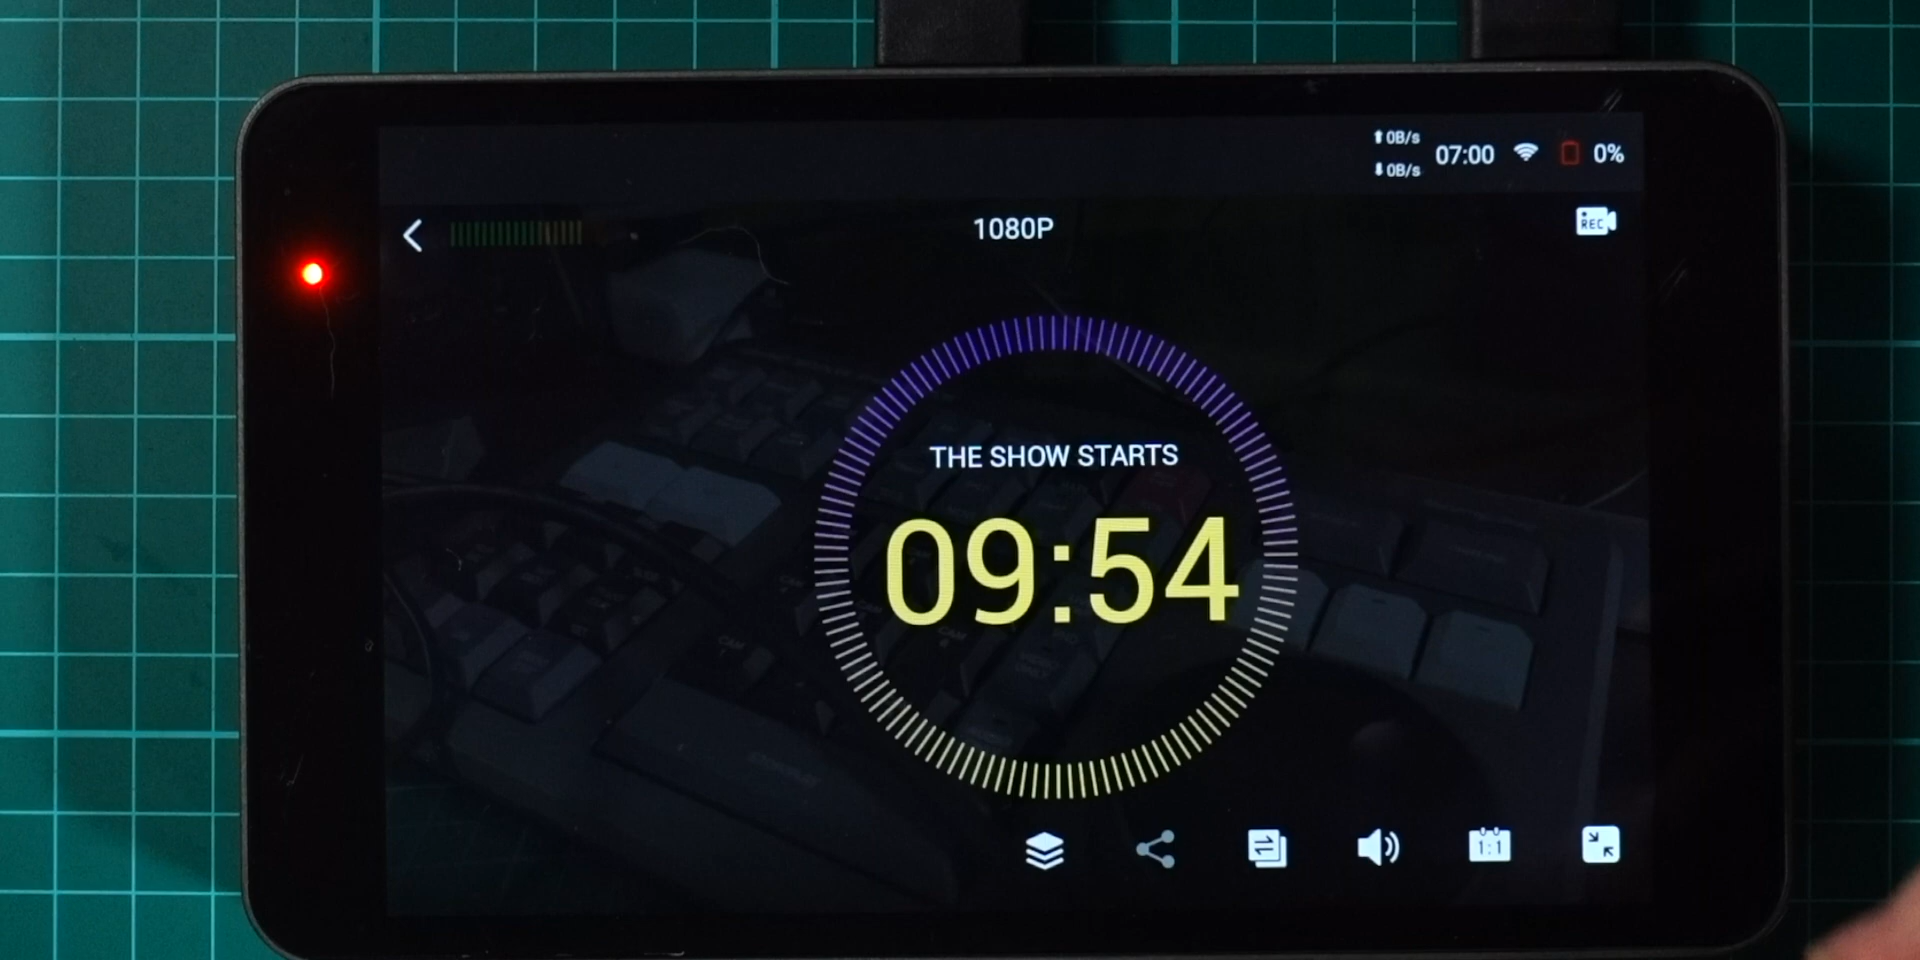 ⬆0B/s
⬇0B/s
07:00
0%
1080P
REC
THE SHOW STARTS
09:54
1:1